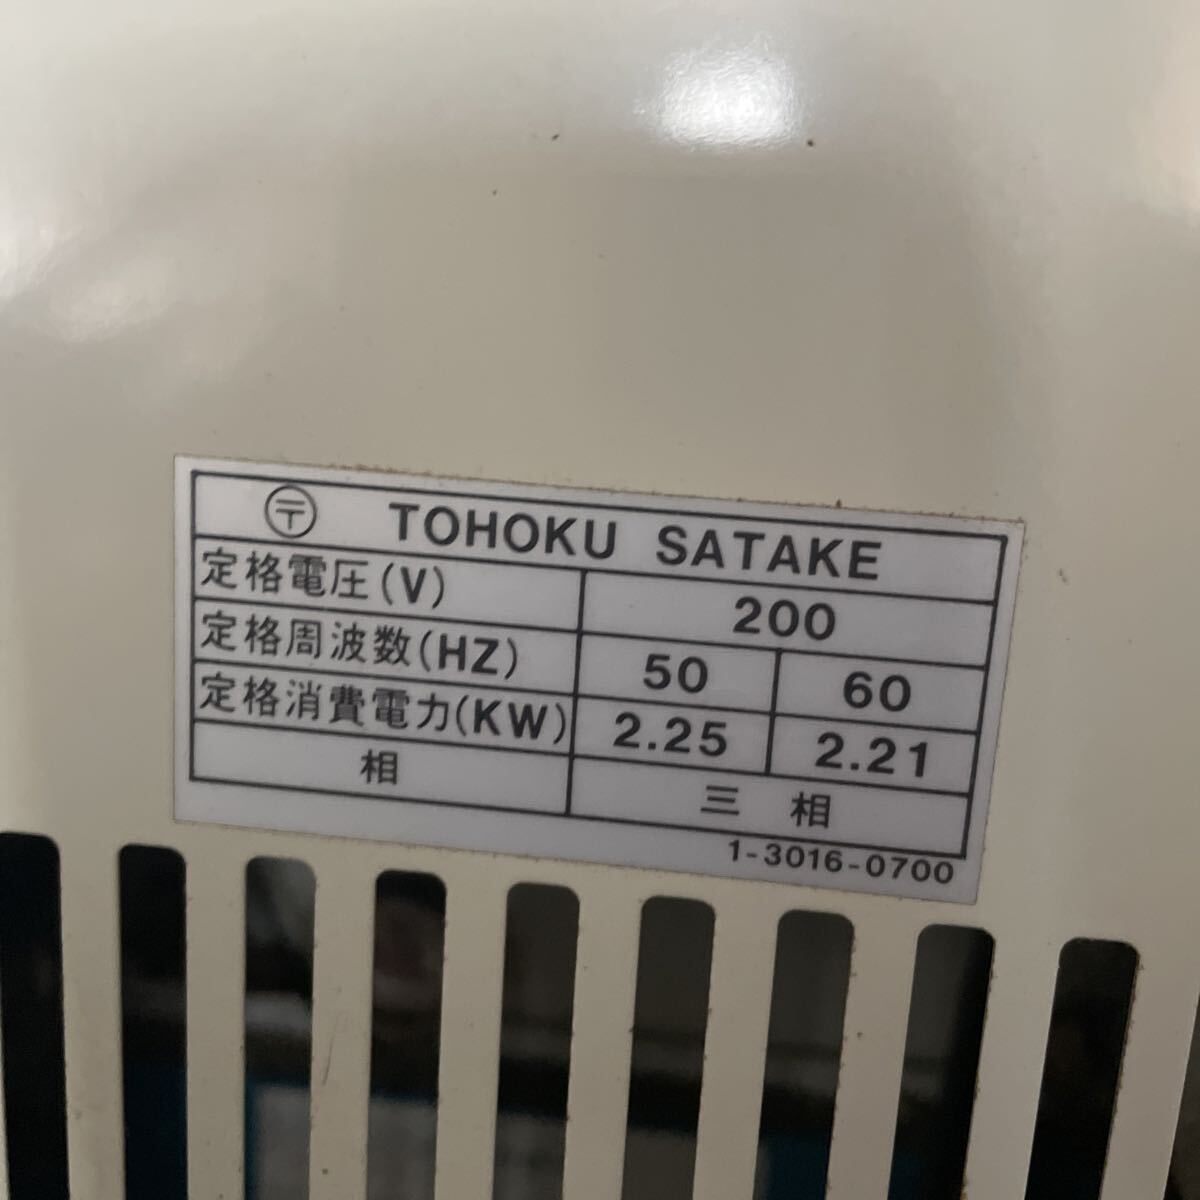 〶 TOHOKU SATAKE
定格電圧(V) 200
定格周波数(HZ) 50 60
定格消費電力(KW) 2.25 2.21
相 三相
1-3016-0700